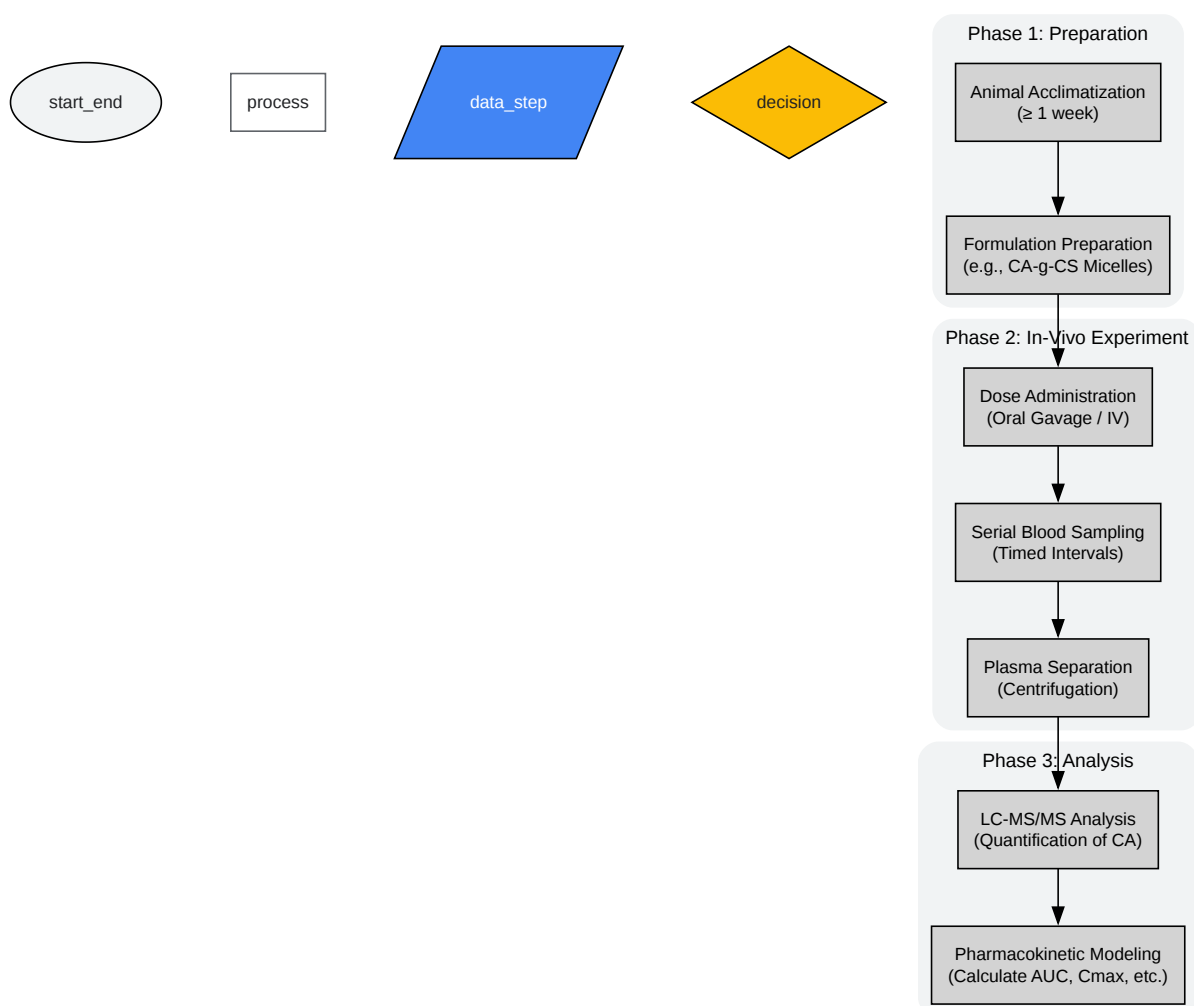 start_end
process
data_step
decision
Phase 1: Preparation
Animal Acclimatization
(≥ 1 week)
Formulation Preparation
(e.g., CA-g-CS Micelles)
Phase 2: In-Vivo Experiment
Dose Administration
(Oral Gavage / IV)
Serial Blood Sampling
(Timed Intervals)
Plasma Separation
(Centrifugation)
Phase 3: Analysis
LC-MS/MS Analysis
(Quantification of CA)
Pharmacokinetic Modeling
(Calculate AUC, Cmax, etc.)